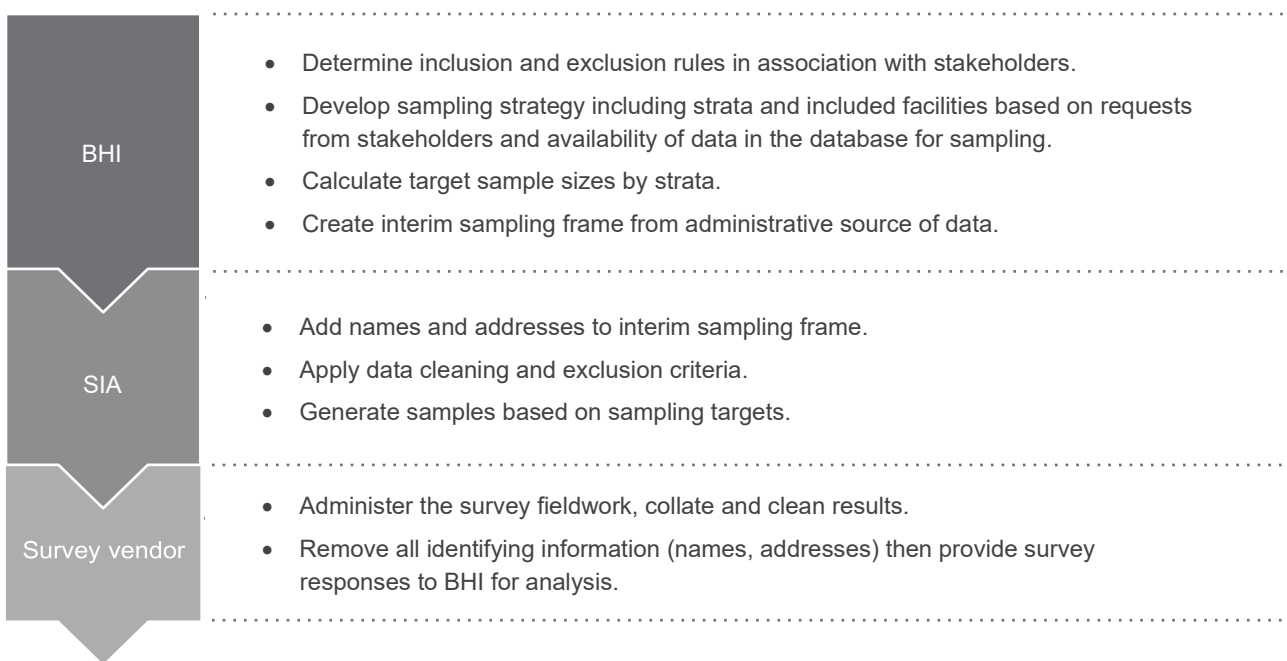 BHI
• Determine inclusion and exclusion rules in association with stakeholders.
• Develop sampling strategy including strata and included facilities based on requests
from stakeholders and availability of data in the database for sampling.
• Calculate target sample sizes by strata.
• Create interim sampling frame from administrative source of data.
SIA
• Add names and addresses to interim sampling frame.
• Apply data cleaning and exclusion criteria.
• Generate samples based on sampling targets.
Survey vendor
• Administer the survey fieldwork, collate and clean results.
• Remove all identifying information (names, addresses) then provide survey
responses to BHI for analysis.